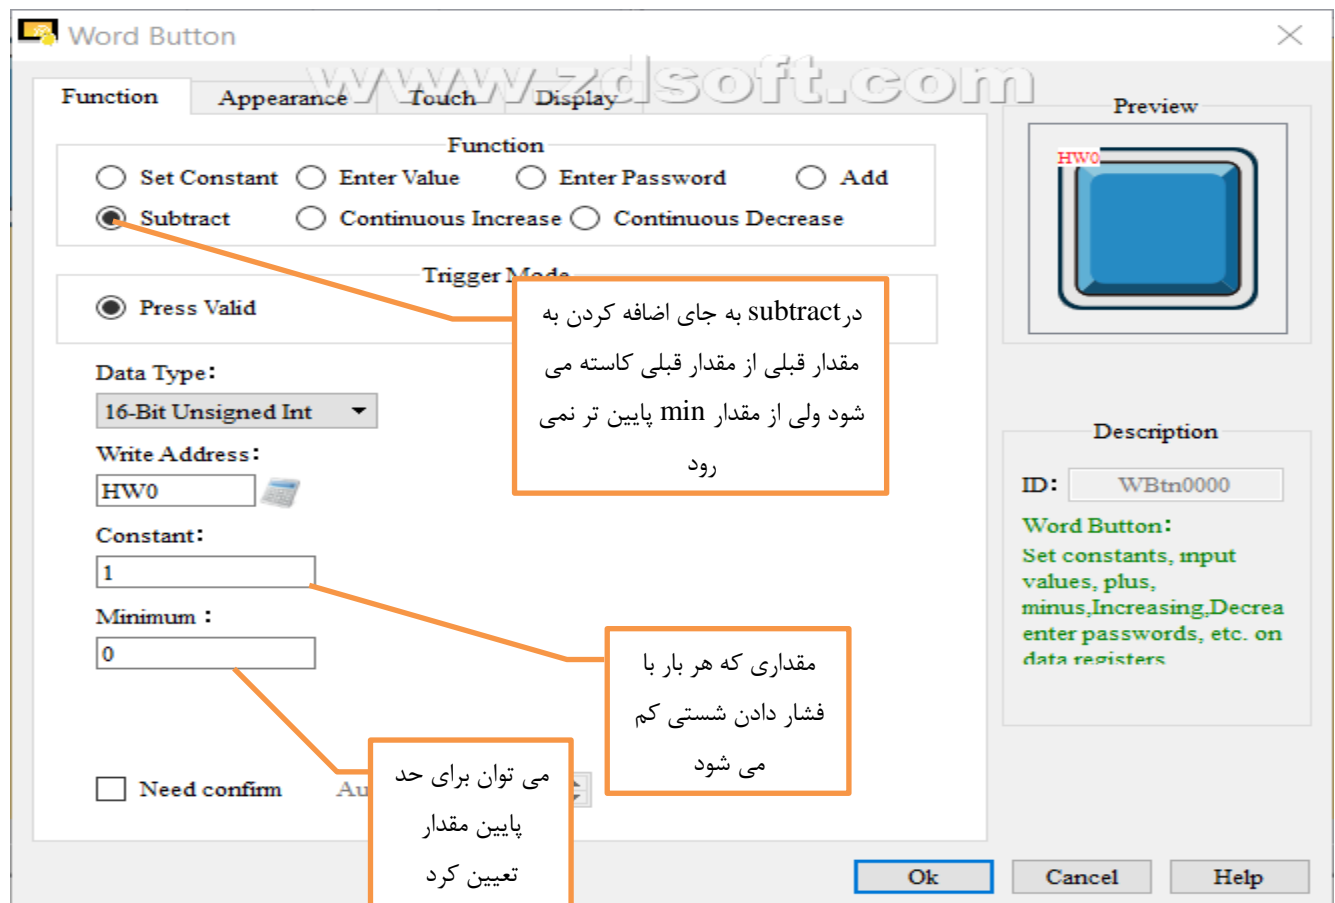 Word Button
www.zdsoft.com
Function Appearance Touch Display
Function
Set Constant Enter Value Enter Password Add
Subtract Continuous Increase Continuous Decrease
Trigger Mode
Press Valid
درsubtract به جای اضافه کردن به
مقدار قبلی از مقدار قبلی کاسته می
شود ولی از مقدار min پایین تر نمی
رود
Data Type:
16-Bit Unsigned Int
Write Address:
HW0
Constant:
1
Minimum :
0
مقداری که هر بار با
فشار دادن شستی کم
می شود
Need confirm
می توان برای حد
پایین مقدار
تعیین کرد
Preview
HW0
Description
ID: WBtn0000
Word Button:
Set constants, input
values, plus,
minus,Increasing,Decrea
enter passwords, etc. on
data registers
Ok Cancel Help